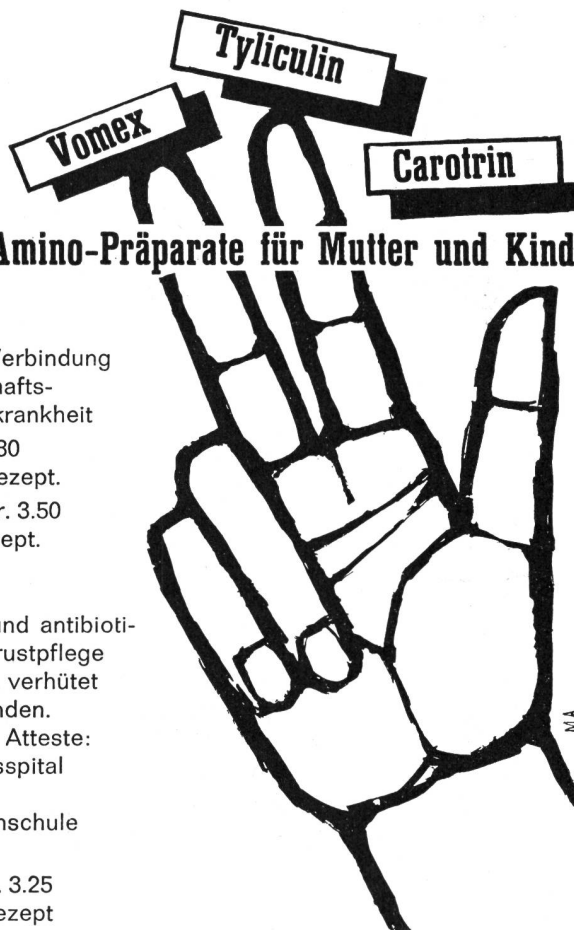 Tyliculin
Vomex
Carotrin
Amino-Präparate für Mutter und Kind
Verbindung
hafts-
krankheit
80
ezept.
r. 3.50
ept.
und antibioti-
rustpflege
verhütet
nden.
Atteste:
sspital
nschule
3.25
ezept
MA